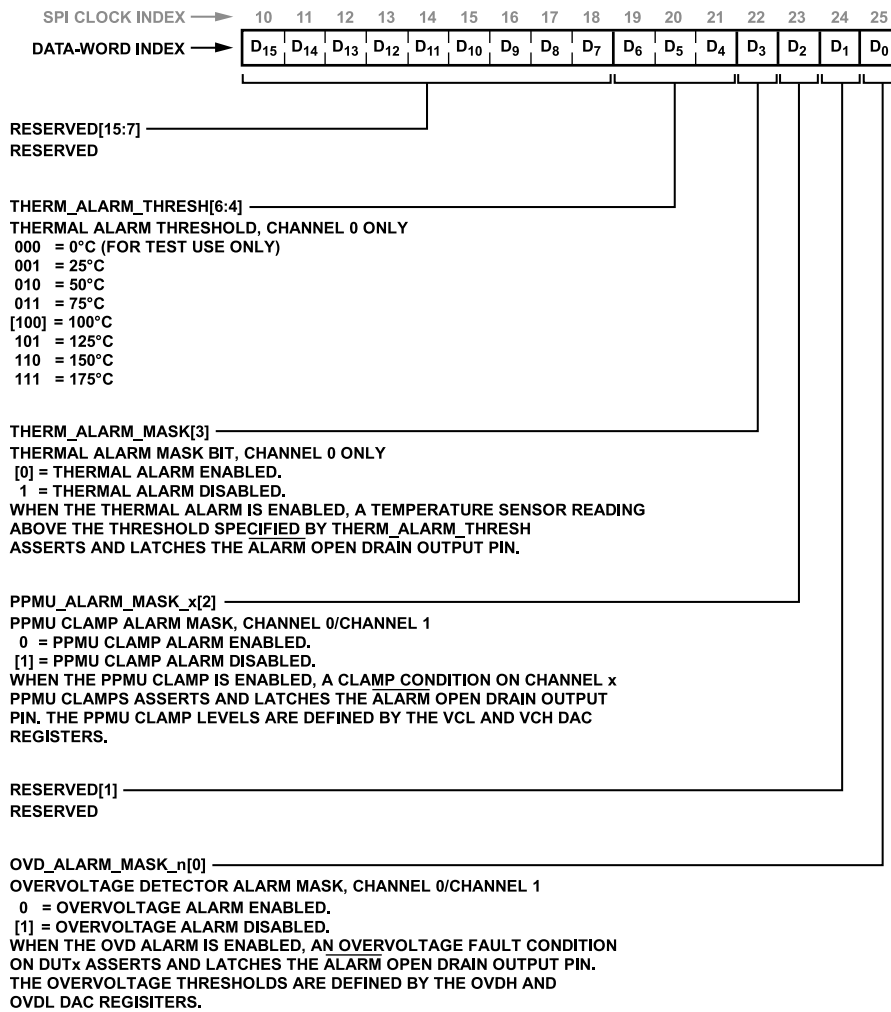 SPI CLOCK INDEX 10 11 12 13 14 15 16 17 18 19 20 21 22 23 24 25
DATA-WORD INDEX D15 D14 D13 D12 D11 D10 D9 D8 D7 D6 D5 D4 D3 D2 D1 D0
RESERVED[15:7]
RESERVED
THERM_ALARM_THRESH[6:4]
THERMAL ALARM THRESHOLD, CHANNEL 0 ONLY
000 = 0°C (FOR TEST USE ONLY)
001 = 25°C
010 = 50°C
011 = 75°C
[100] = 100°C
101 = 125°C
110 = 150°C
111 = 175°C
THERM_ALARM_MASK[3]
THERMAL ALARM MASK BIT, CHANNEL 0 ONLY
[0] = THERMAL ALARM ENABLED.
1 = THERMAL ALARM DISABLED.
WHEN THE THERMAL ALARM IS ENABLED, A TEMPERATURE SENSOR READING
ABOVE THE THRESHOLD SPECIFIED BY THERM_ALARM_THRESH
ASSERTS AND LATCHES THE ALARM OPEN DRAIN OUTPUT PIN.
PPMU_ALARM_MASK_x[2]
PPMU CLAMP ALARM MASK, CHANNEL 0/CHANNEL 1
0 = PPMU CLAMP ALARM ENABLED.
[1] = PPMU CLAMP ALARM DISABLED.
WHEN THE PPMU CLAMP IS ENABLED, A CLAMP CONDITION ON CHANNEL x
PPMU CLAMPS ASSERTS AND LATCHES THE ALARM OPEN DRAIN OUTPUT
PIN. THE PPMU CLAMP LEVELS ARE DEFINED BY THE VCL AND VCH DAC
REGISTERS.
RESERVED[1]
RESERVED
OVD_ALARM_MASK_n[0]
OVERVOLTAGE DETECTOR ALARM MASK, CHANNEL 0/CHANNEL 1
0 = OVERVOLTAGE ALARM ENABLED.
[1] = OVERVOLTAGE ALARM DISABLED.
WHEN THE OVD ALARM IS ENABLED, AN OVERVOLTAGE FAULT CONDITION
ON DUTx ASSERTS AND LATCHES THE ALARM OPEN DRAIN OUTPUT PIN.
THE OVERVOLTAGE THRESHOLDS ARE DEFINED BY THE OVDH AND
OVDL DAC REGISITERS.